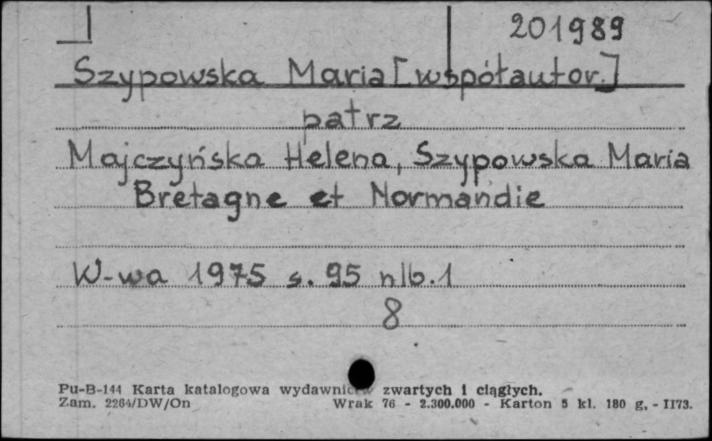 201989
Szypowska Maria [współautor.]
patrz
Majczyńska Helena, Szypowska Maria
Bretagne et Normandie
W-wa 1975 s. 95 nlb. 1
8
Pu-B-144 Karta katalogowa wydawnictw zwartych i ciągłych.
Zam. 2264/DW/On Wrak 76 - 2.300.000 - Karton 5 kl. 180 g. - II73.